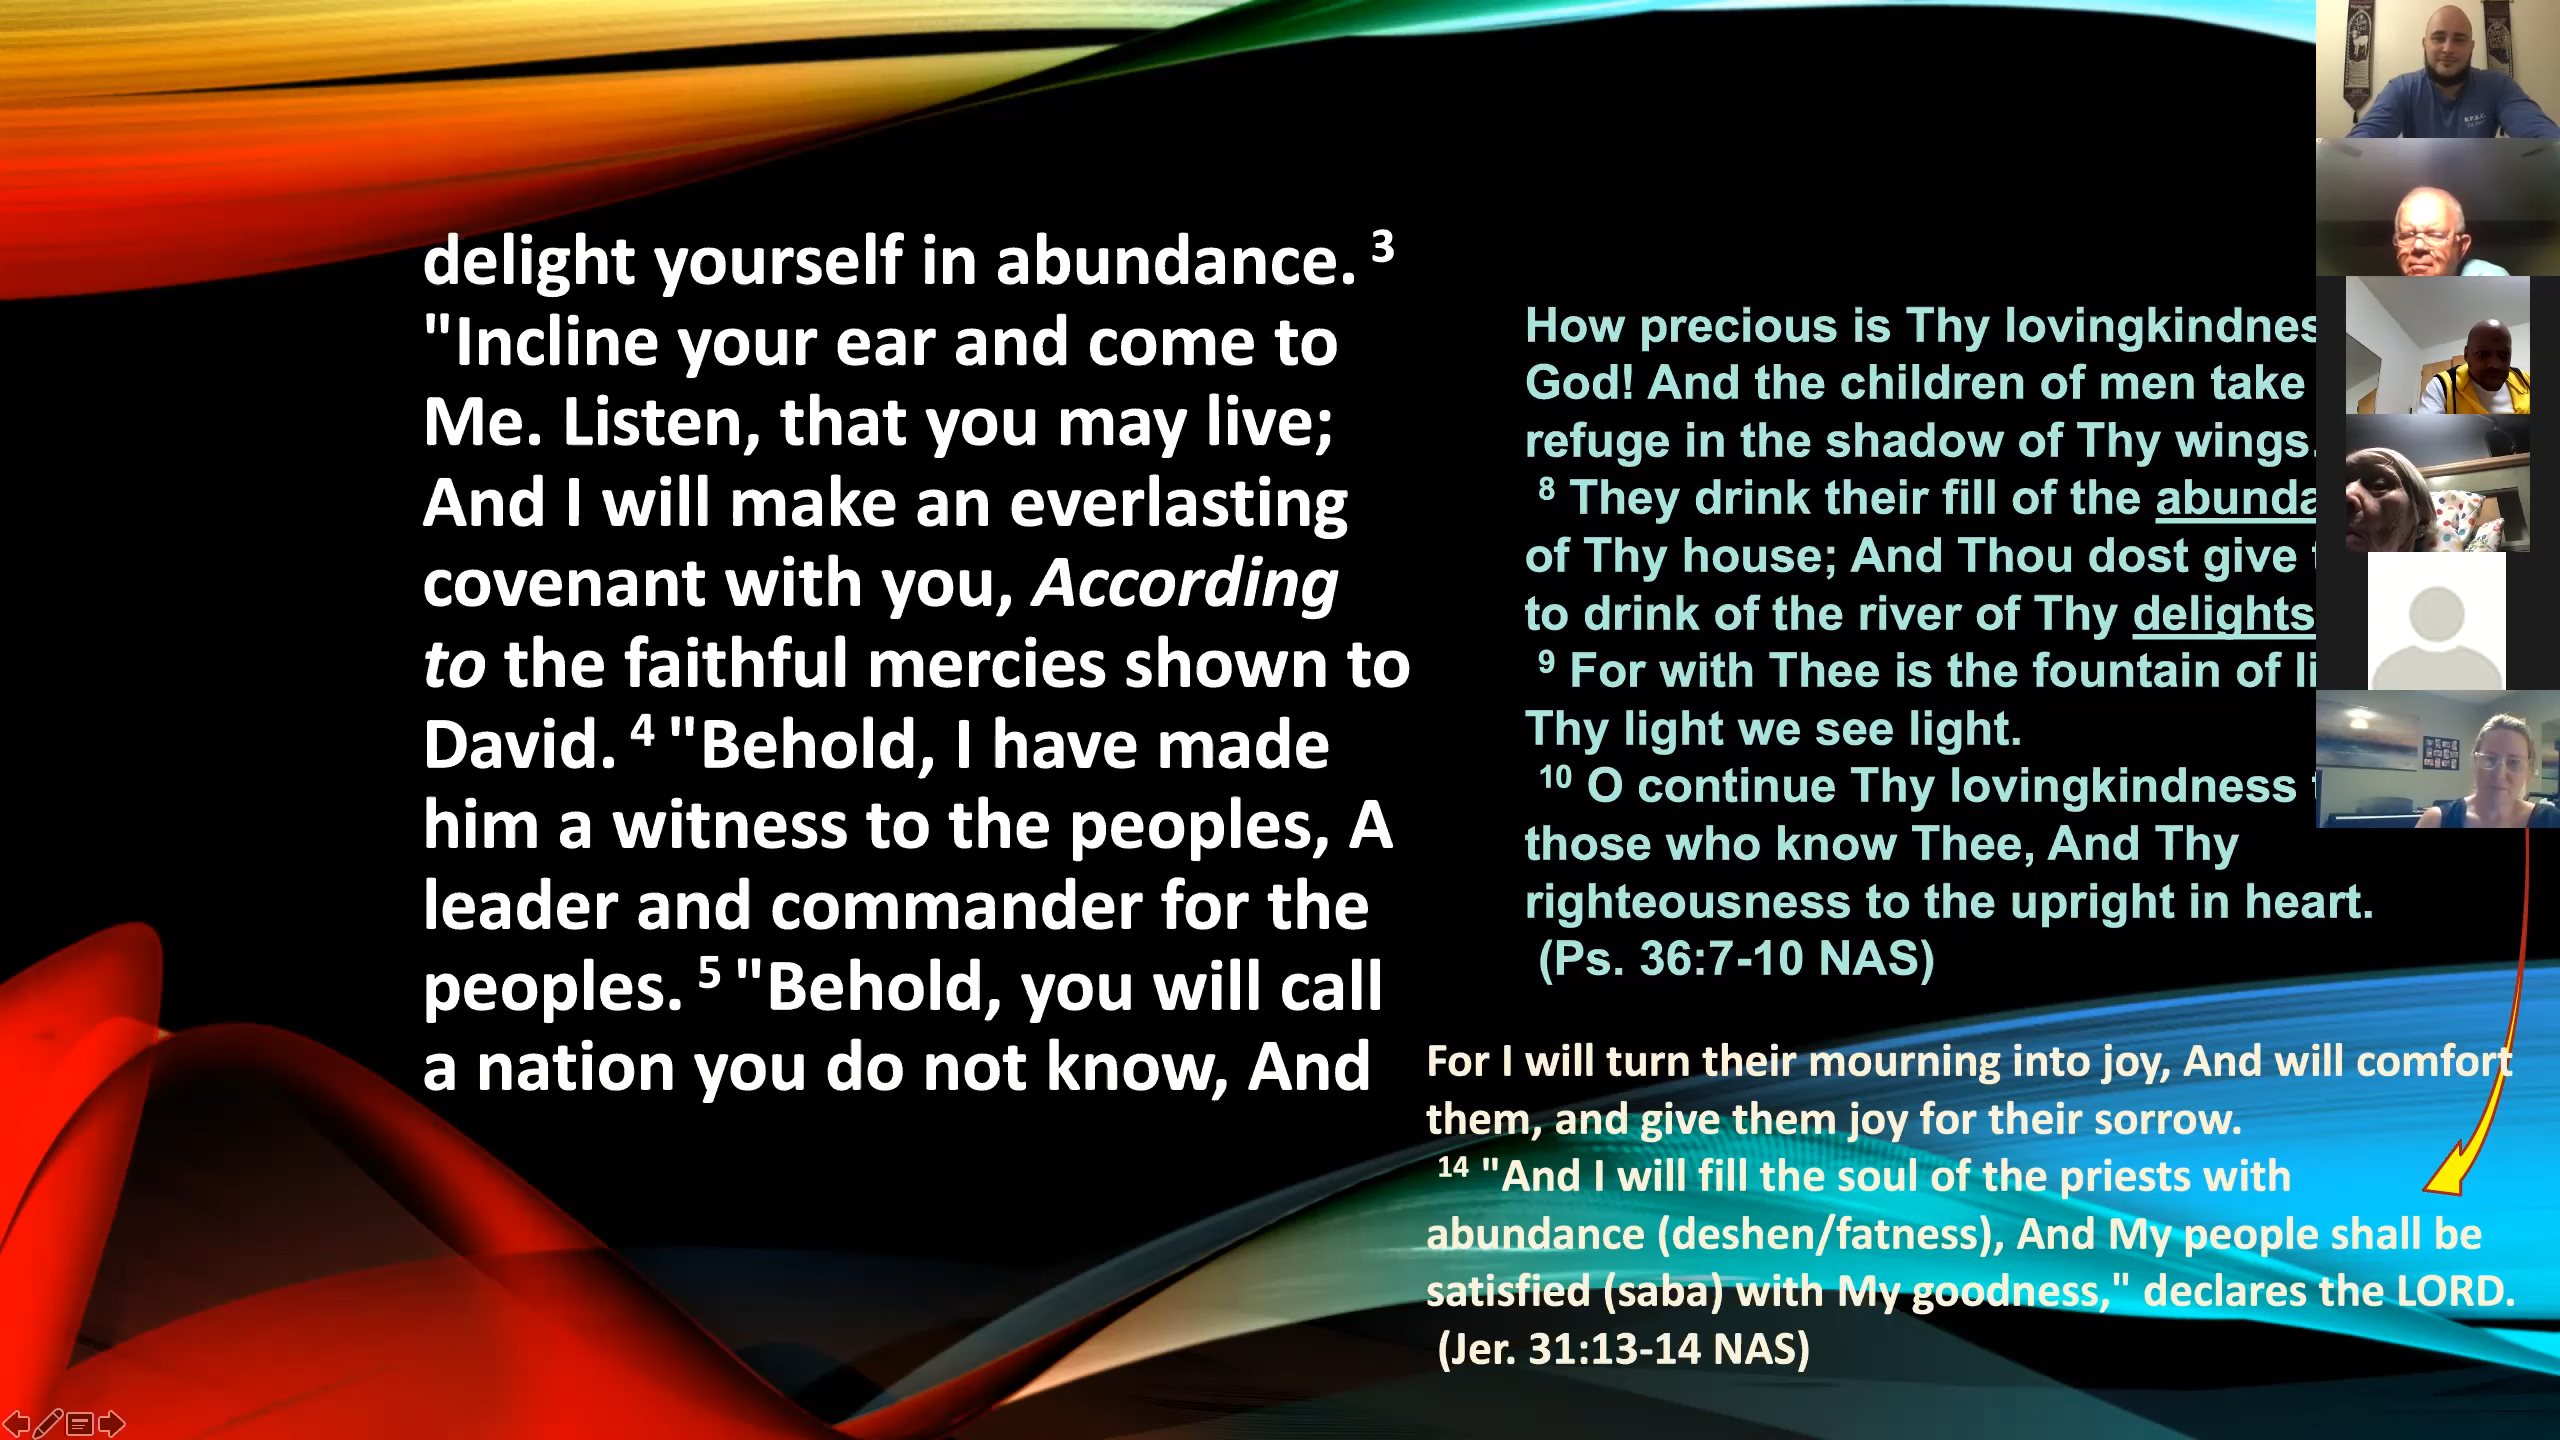 delight yourself in abundance. 3
"Incline your ear and come to
Me. Listen, that you may live;
And I will make an everlasting
covenant with you, According
to the faithful mercies shown to
David. 4 "Behold, I have made
him a witness to the peoples, A
leader and commander for the
peoples. 5 "Behold, you will call
a nation you do not know, And
How precious is Thy lovingkindnes
God! And the children of men take
refuge in the shadow of Thy wings.
8 They drink their fill of the abunda
of Thy house; And Thou dost give
to drink of the river of Thy delights
9 For with Thee is the fountain of li
Thy light we see light.
10 O continue Thy lovingkindness
those who know Thee, And Thy
righteousness to the upright in heart.
(Ps. 36:7-10 NAS)
For I will turn their mourning into joy, And will comfort
them, and give them joy for their sorrow.
14 "And I will fill the soul of the priests with
abundance (deshen/fatness), And My people shall be
satisfied (saba) with My goodness," declares the LORD.
(Jer. 31:13-14 NAS)